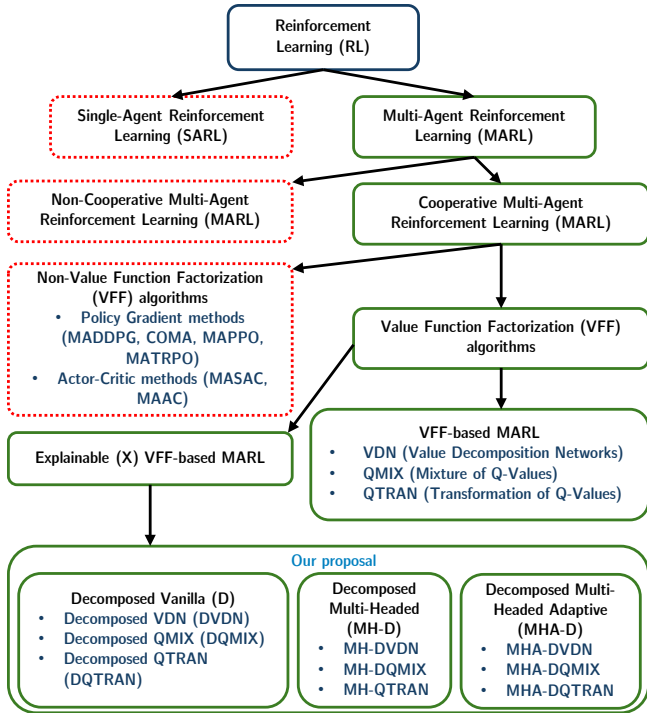 Reinforcement
Learning (RL)
Single-Agent Reinforcement
Learning (SARL)
Multi-Agent Reinforcement
Learning (MARL)
Non-Cooperative Multi-Agent
Reinforcement Learning (MARL)
Cooperative Multi-Agent
Reinforcement Learning (MARL)
Non-Value Function Factorization
(VFF) algorithms
• Policy Gradient methods
(MADDPG, COMA, MAPPO,
MATRPO)
• Actor-Critic methods (MASAC,
MAAC)
Value Function Factorization (VFF)
algorithms
Explainable (X) VFF-based MARL
VFF-based MARL
• VDN (Value Decomposition Networks)
• QMIX (Mixture of Q-Values)
• QTRAN (Transformation of Q-Values)
Our proposal
Decomposed Vanilla (D)
• Decomposed VDN (DVDN)
• Decomposed QMIX (DQMIX)
• Decomposed QTRAN
(DQTRAN)
Decomposed
Multi-Headed
(MH-D)
• MH-DVDN
• MH-DQMIX
• MH-QTRAN
Decomposed Multi-
Headed Adaptive
(MHA-D)
• MHA-DVDN
• MHA-DQMIX
• MHA-DQTRAN